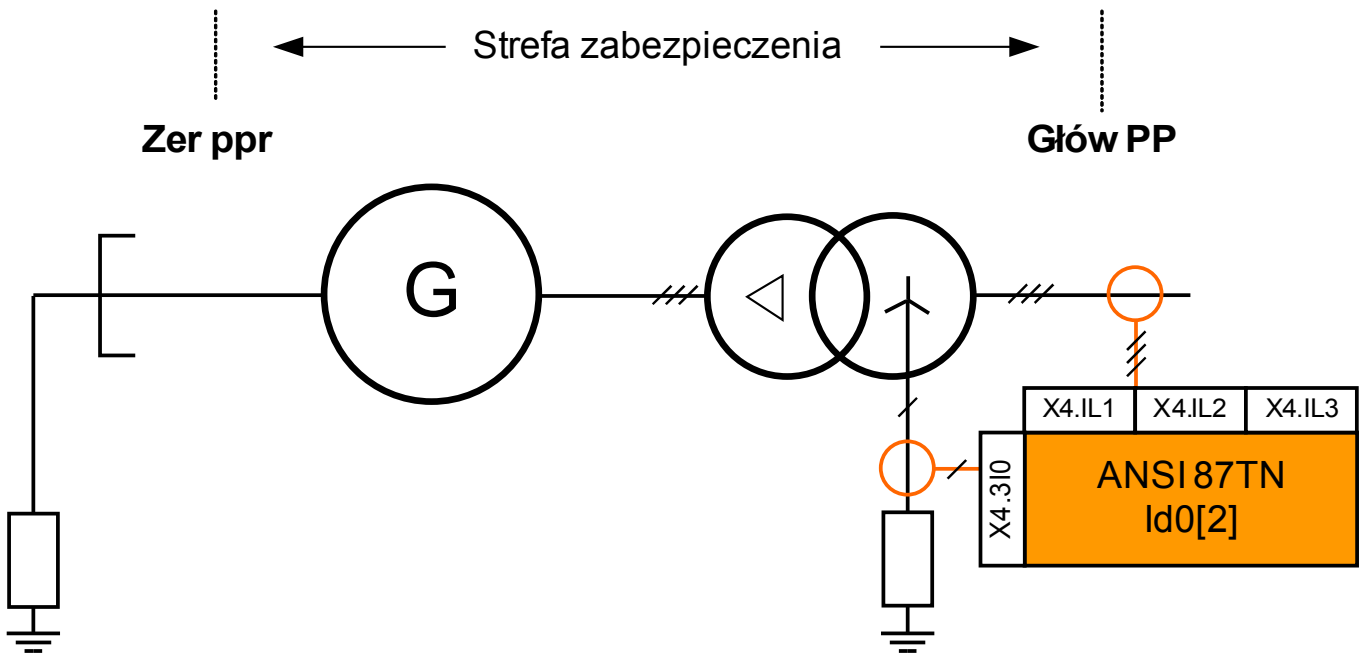 Strefa zabezpieczenia
Zer ppr
Głów PP
G
X4.IL1 X4.IL2 X4.IL3
X4.3I0
ANSI 87TN
Id0[2]